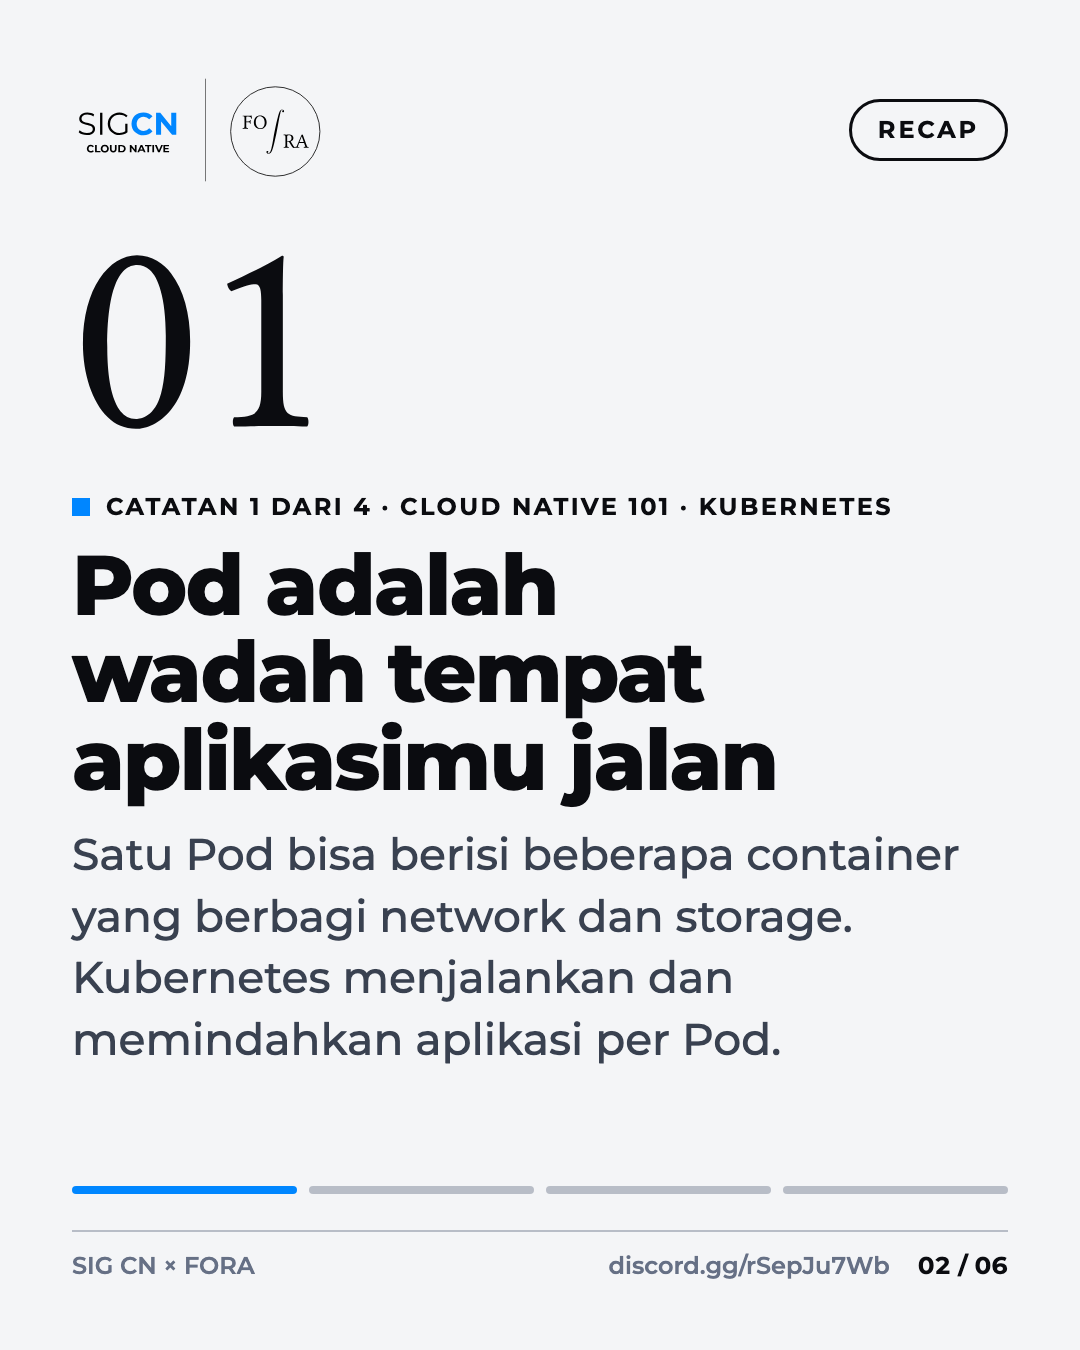 SIGCN
CLOUD NATIVE
FO RA
RECAP
01
CATATAN 1 DARI 4 · CLOUD NATIVE 101 · KUBERNETES
Pod adalah
wadah tempat
aplikasimu jalan
Satu Pod bisa berisi beberapa container
yang berbagi network dan storage.
Kubernetes menjalankan dan
memindahkan aplikasi per Pod.
SIG CN × FORA
discord.gg/rSepJu7Wb 02 / 06